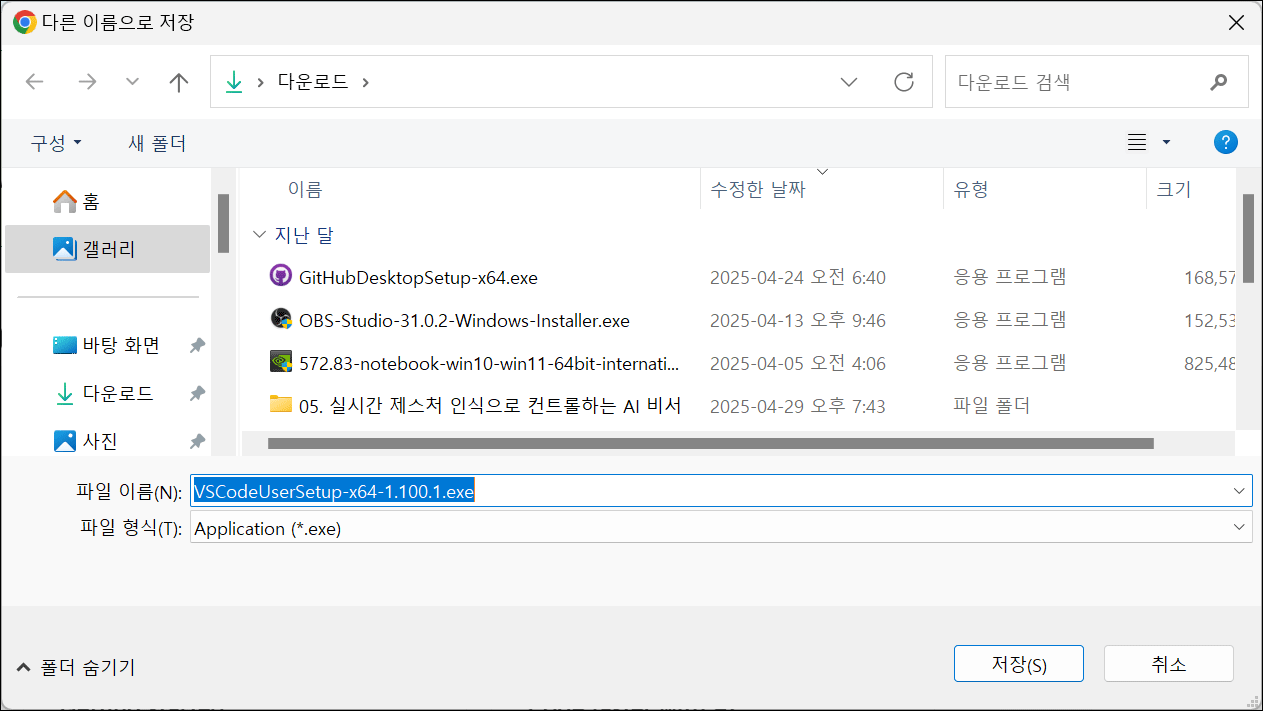 다른 이름으로 저장
다운로드
다운로드 검색
구성
새 폴더
?
홈
갤러리
바탕 화면
다운로드
사진
이름
수정한 날짜
유형
크기
지난 달
GitHubDesktopSetup-x64.exe 2025-04-24 오전 6:40 응용 프로그램 168,57
OBS-Studio-31.0.2-Windows-Installer.exe 2025-04-13 오후 9:46 응용 프로그램 152,53
572.83-notebook-win10-win11-64bit-internati... 2025-04-05 오전 4:06 응용 프로그램 825,48
05. 실시간 제스처 인식으로 컨트롤하는 AI 비서 2025-04-29 오후 7:43 파일 폴더
파일 이름(N): VSCodeUserSetup-x64-1.100.1.exe
파일 형식(T): Application (*.exe)
폴더 숨기기
저장(S)
취소